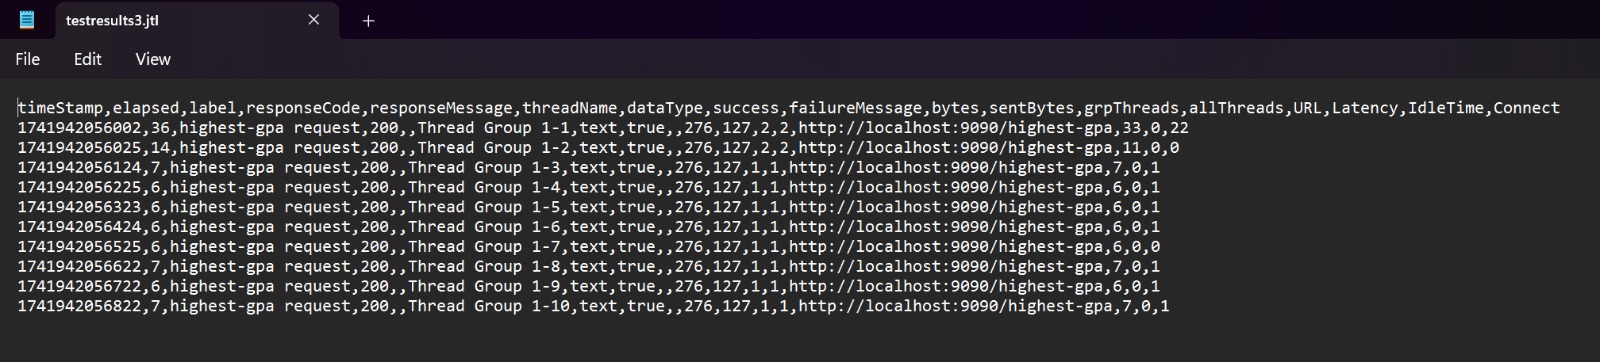 testresults3.jtl
File Edit View
timeStamp,elapsed,label,responseCode,responseMessage,threadName,dataType,success,failureMessage,bytes,sentBytes,grpThreads,allThreads,URL,Latency,IdleTime,Connect
1741942056002,36,highest-gpa request,200,,Thread Group 1-1,text,true,,276,127,2,2,http://localhost:9090/highest-gpa,33,0,22
1741942056025,14,highest-gpa request,200,,Thread Group 1-2,text,true,,276,127,2,2,http://localhost:9090/highest-gpa,11,0,0
1741942056124,7,highest-gpa request,200,,Thread Group 1-3,text,true,,276,127,1,1,http://localhost:9090/highest-gpa,7,0,1
1741942056225,6,highest-gpa request,200,,Thread Group 1-4,text,true,,276,127,1,1,http://localhost:9090/highest-gpa,6,0,1
1741942056323,6,highest-gpa request,200,,Thread Group 1-5,text,true,,276,127,1,1,http://localhost:9090/highest-gpa,6,0,1
1741942056424,6,highest-gpa request,200,,Thread Group 1-6,text,true,,276,127,1,1,http://localhost:9090/highest-gpa,6,0,1
1741942056525,6,highest-gpa request,200,,Thread Group 1-7,text,true,,276,127,1,1,http://localhost:9090/highest-gpa,6,0,0
1741942056622,7,highest-gpa request,200,,Thread Group 1-8,text,true,,276,127,1,1,http://localhost:9090/highest-gpa,7,0,1
1741942056722,6,highest-gpa request,200,,Thread Group 1-9,text,true,,276,127,1,1,http://localhost:9090/highest-gpa,6,0,1
1741942056822,7,highest-gpa request,200,,Thread Group 1-10,text,true,,276,127,1,1,http://localhost:9090/highest-gpa,7,0,1